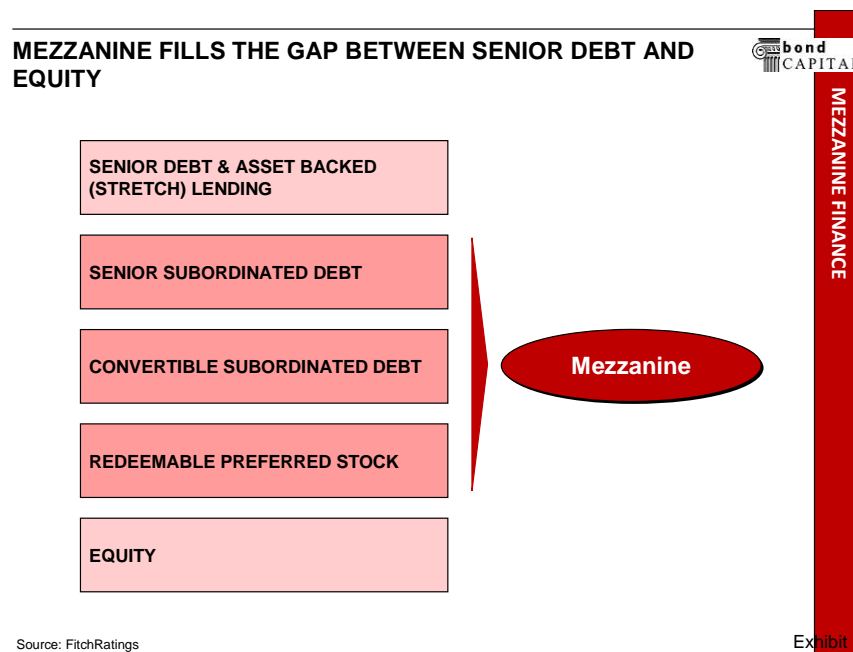 MEZZANINE FILLS THE GAP BETWEEN SENIOR DEBT AND
EQUITY
bond
CAPITAL
MEZZANINE FINANCE
SENIOR DEBT & ASSET BACKED
(STRETCH) LENDING
SENIOR SUBORDINATED DEBT
CONVERTIBLE SUBORDINATED DEBT
Mezzanine
REDEEMABLE PREFERRED STOCK
EQUITY
Source: FitchRatings
Exhibit